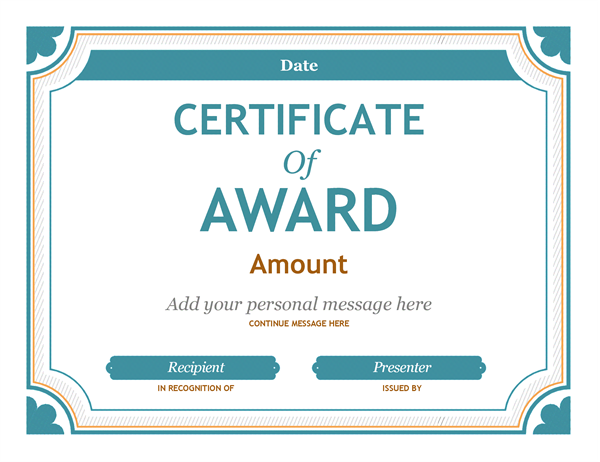 Date
CERTIFICATE
Of
AWARD
Amount
Add your personal message here
CONTINUE MESSAGE HERE
Recipient
Presenter
IN RECOGNITION OF
ISSUED BY